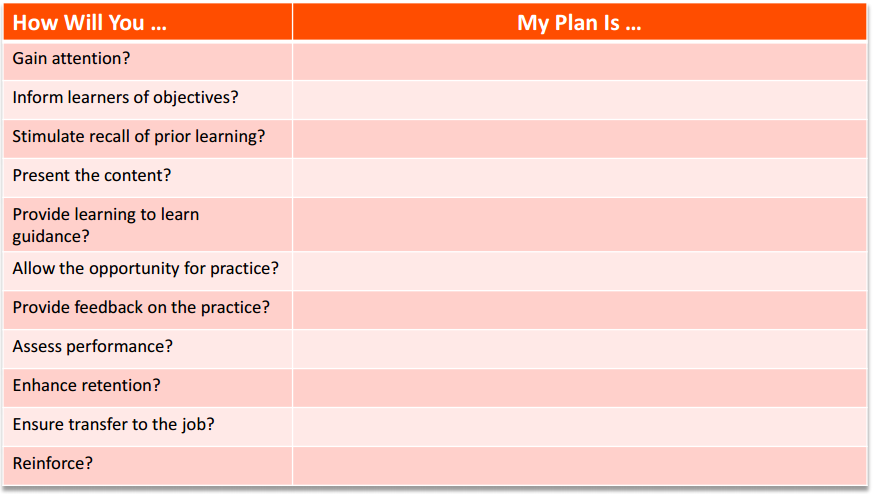 How Will You ...
My Plan Is ...
Gain attention?
Inform learners of objectives?
Stimulate recall of prior learning?
Present the content?
Provide learning to learn
guidance?
Allow the opportunity for practice?
Provide feedback on the practice?
Assess performance?
Enhance retention?
Ensure transfer to the job?
Reinforce?